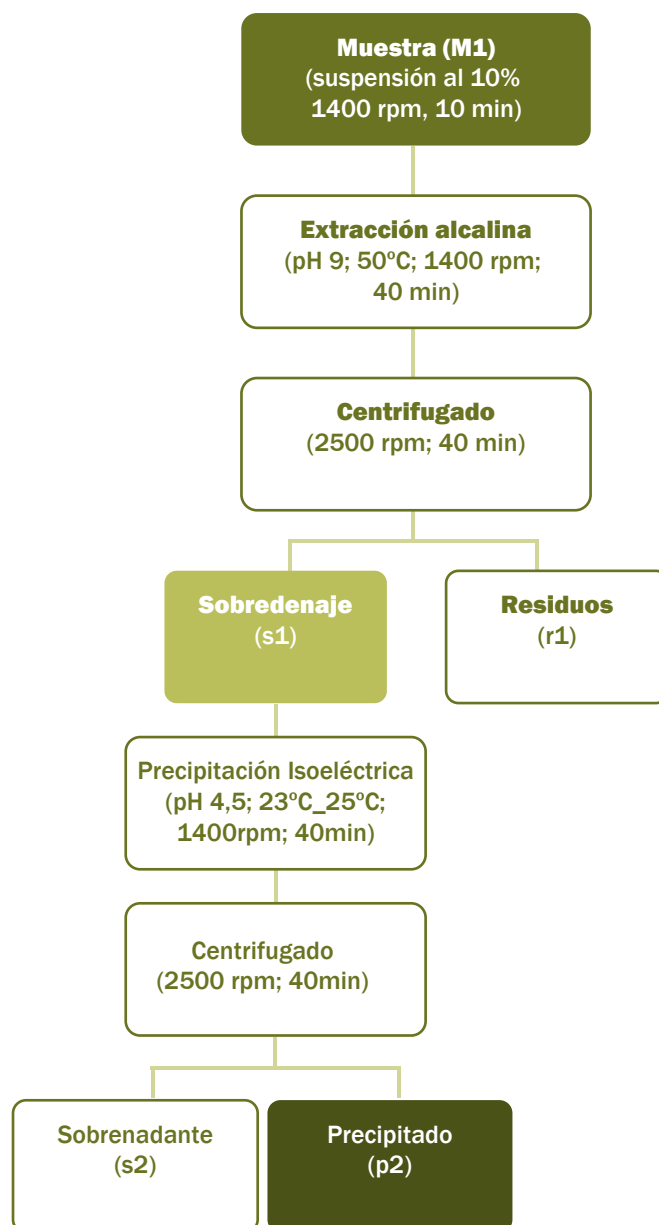 Muestra (M1)
(suspensión al 10%
1400 rpm, 10 min)
Extracción alcalina
(pH 9; 50ºC; 1400 rpm;
40 min)
Centrifugado
(2500 rpm; 40 min)
Sobredenaje
(s1)
Residuos
(r1)
Precipitación Isoeléctrica
(pH 4,5; 23ºC_25ºC;
1400rpm; 40min)
Centrifugado
(2500 rpm; 40min)
Sobrenadante
(s2)
Precipitado
(p2)